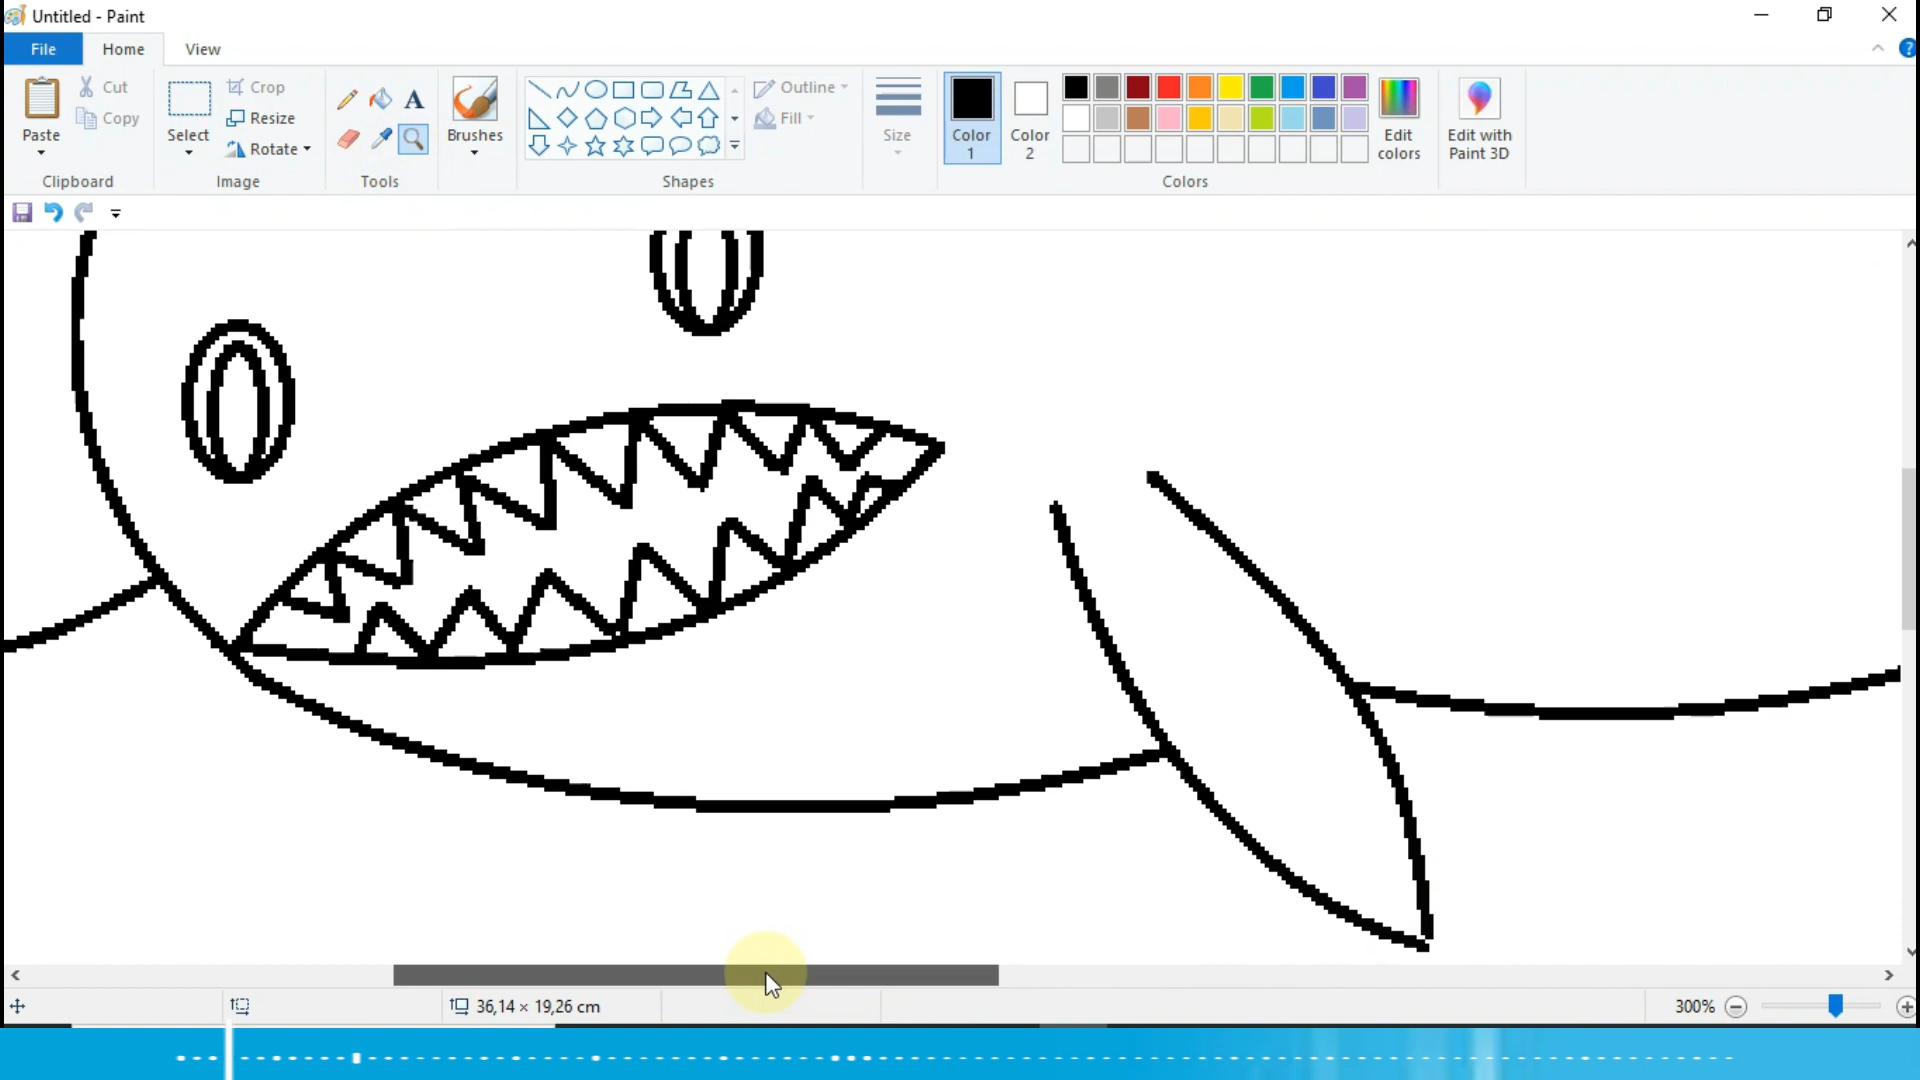 Untitled - Paint
File Home View
Paste Cut Copy Clipboard
Select Crop Resize Rotate Image
Tools
Brushes
Shapes
Outline Fill
Size
Color 1
Color 2
Edit colors
Colors
Edit with Paint 3D
36,14 × 19,26 cm
300%